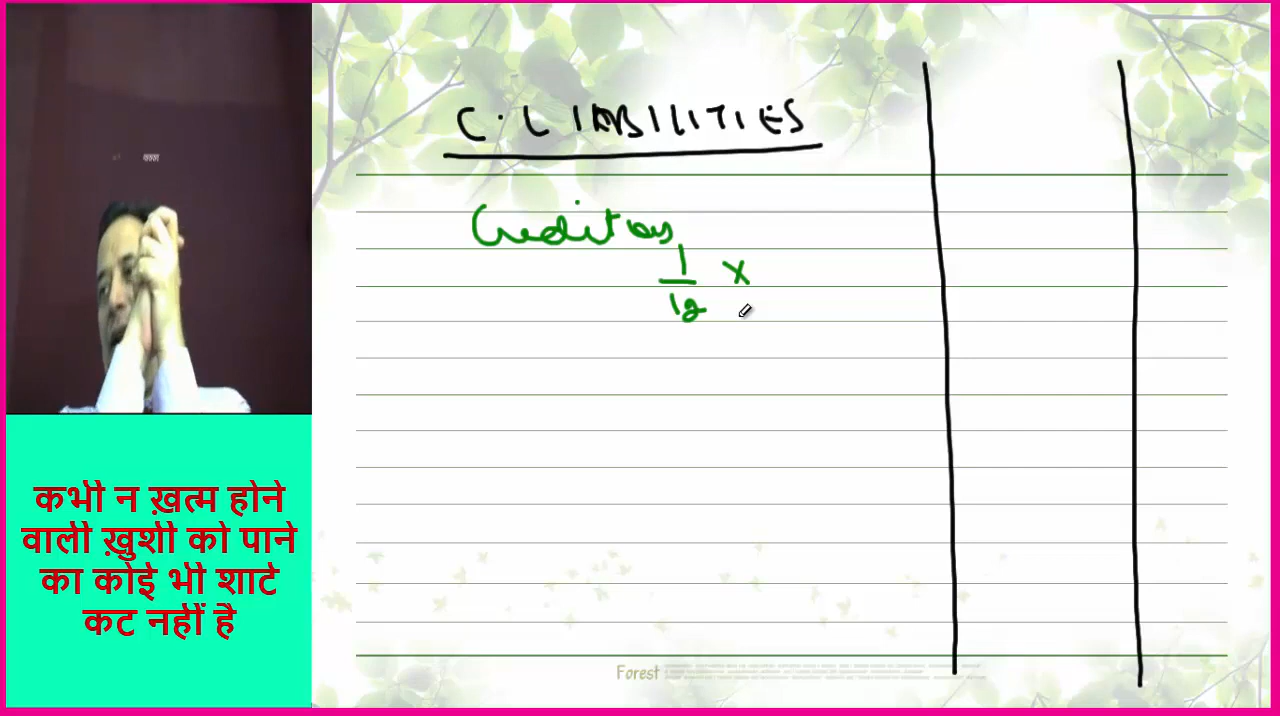 C. LIABILITIES
Creditors
1 ×
12
कभी न ख़त्म होने
वाली ख़ुशी को पाने
का कोई भी शार्ट
कट नहीं है
Forest